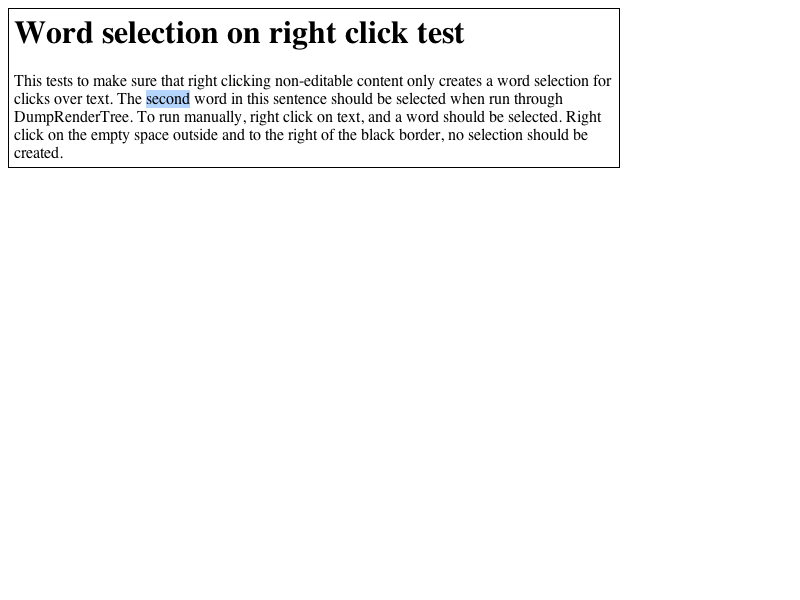 Word selection on right click test
This tests to make sure that right clicking non-editable content only creates a word selection for
clicks over text. The second word in this sentence should be selected when run through
DumpRenderTree. To run manually, right click on text, and a word should be selected. Right
click on the empty space outside and to the right of the black border, no selection should be
created.